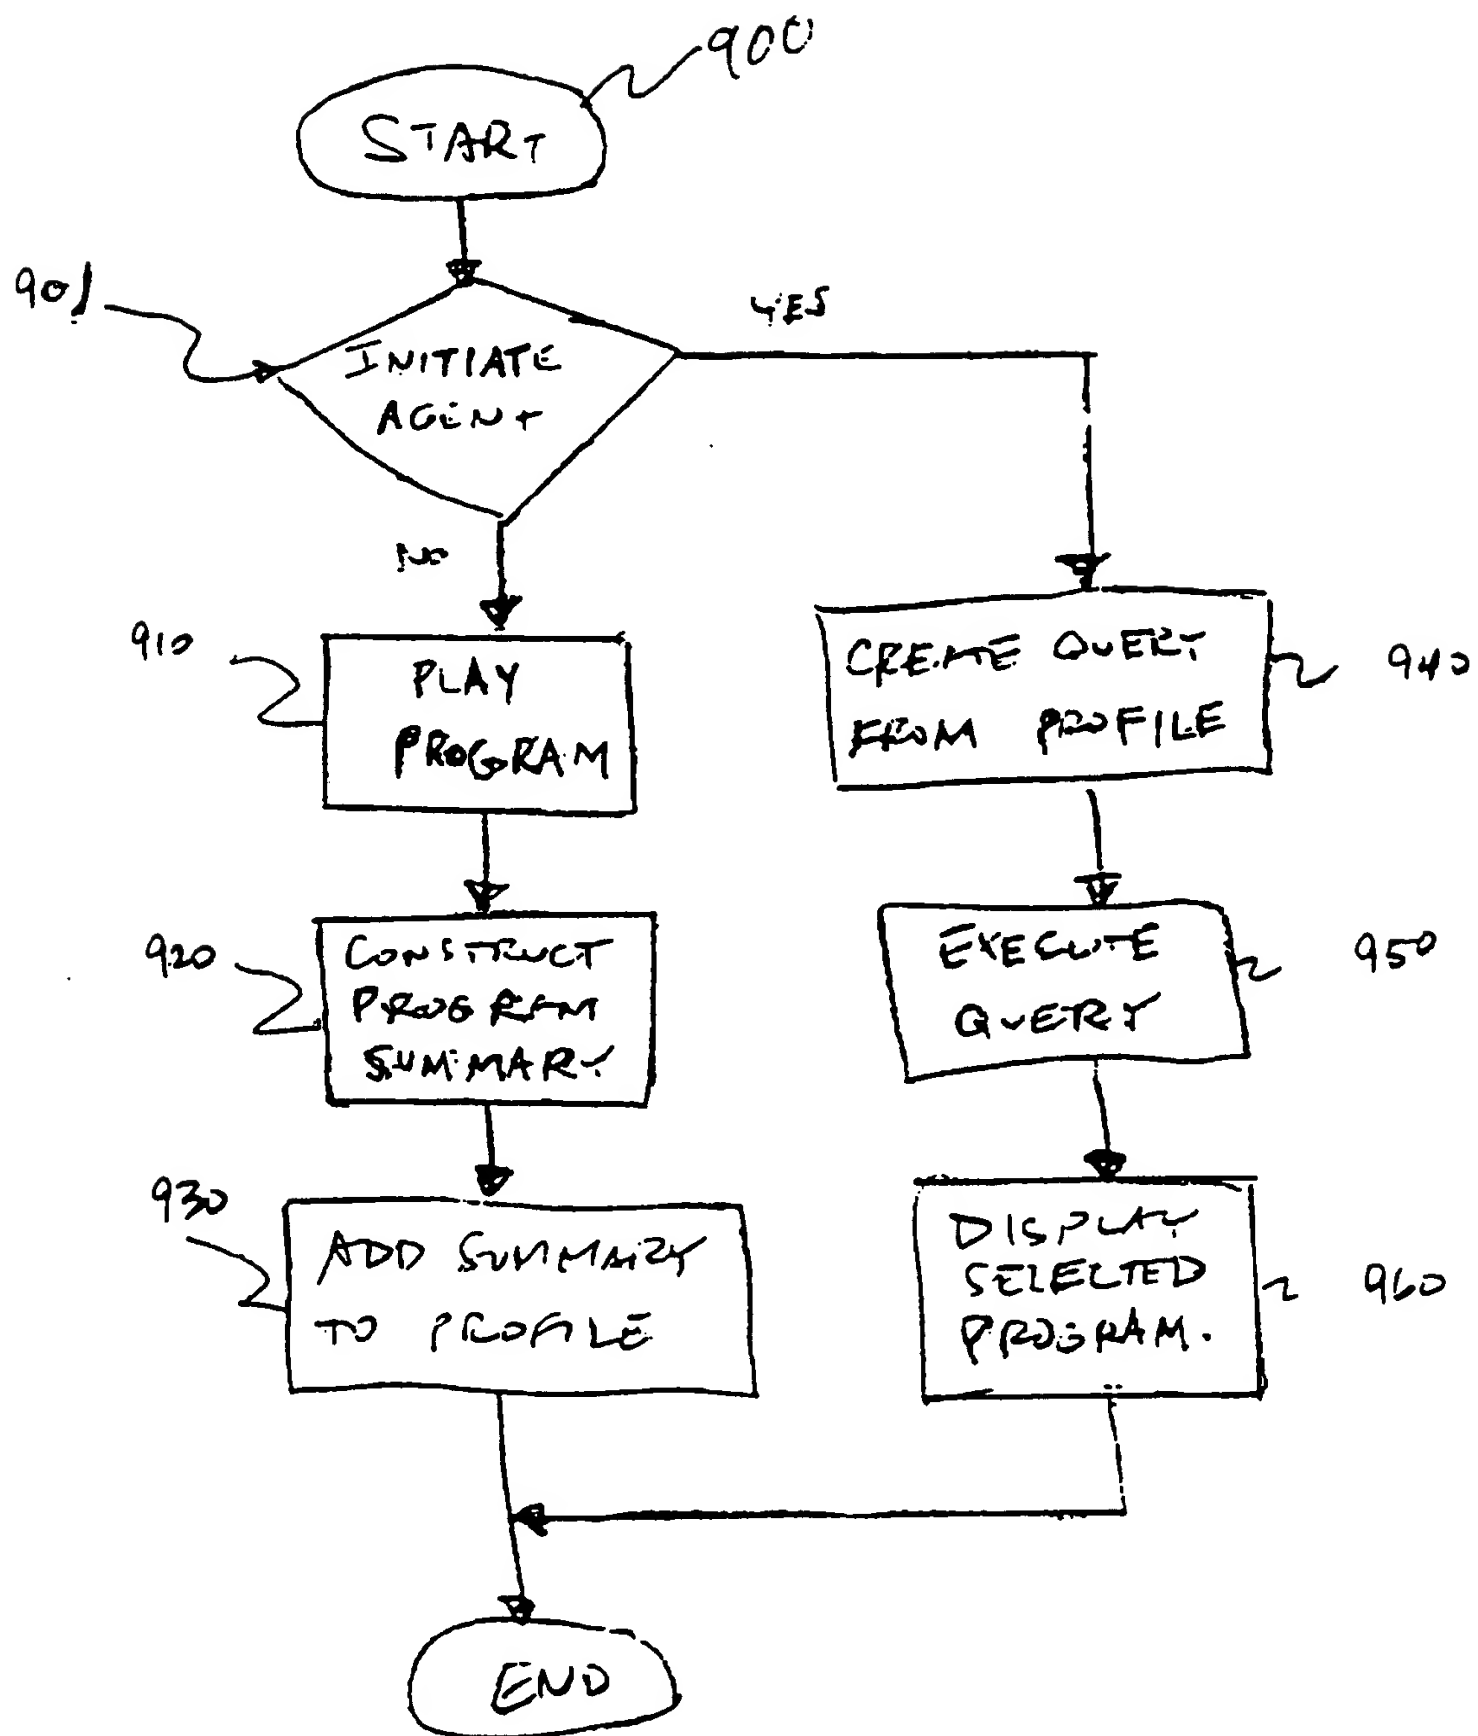 900
START
901
YES
INITIATE
AGENT
NO
910
PLAY
PROGRAM
CREATE QUERY
FROM PROFILE
940
920
CONSTRUCT
PROGRAM
SUMMARY
EXECUTE
QUERY
950
930
ADD SUMMARY
TO PROFILE
DISPLAY
SELECTED
PROGRAM.
960
END